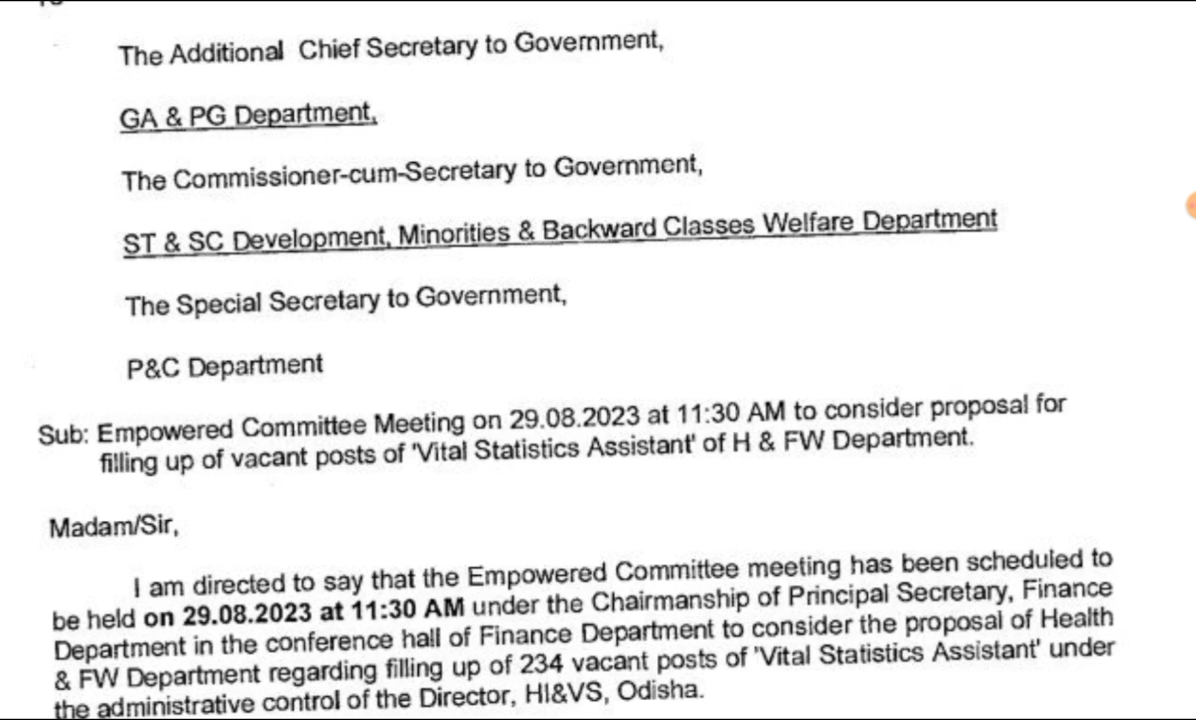 The Additional Chief Secretary to Government,
GA & PG Department,
The Commissioner-cum-Secretary to Government,
ST & SC Development, Minorities & Backward Classes Welfare Department
The Special Secretary to Government,
P&C Department
Sub: Empowered Committee Meeting on 29.08.2023 at 11:30 AM to consider proposal for
filling up of vacant posts of 'Vital Statistics Assistant' of H & FW Department.
Madam/Sir,
I am directed to say that the Empowered Committee meeting has been scheduled to
be held on 29.08.2023 at 11:30 AM under the Chairmanship of Principal Secretary, Finance
Department in the conference hall of Finance Department to consider the proposal of Health
& FW Department regarding filling up of 234 vacant posts of 'Vital Statistics Assistant' under
the administrative control of the Director, HI&VS, Odisha.